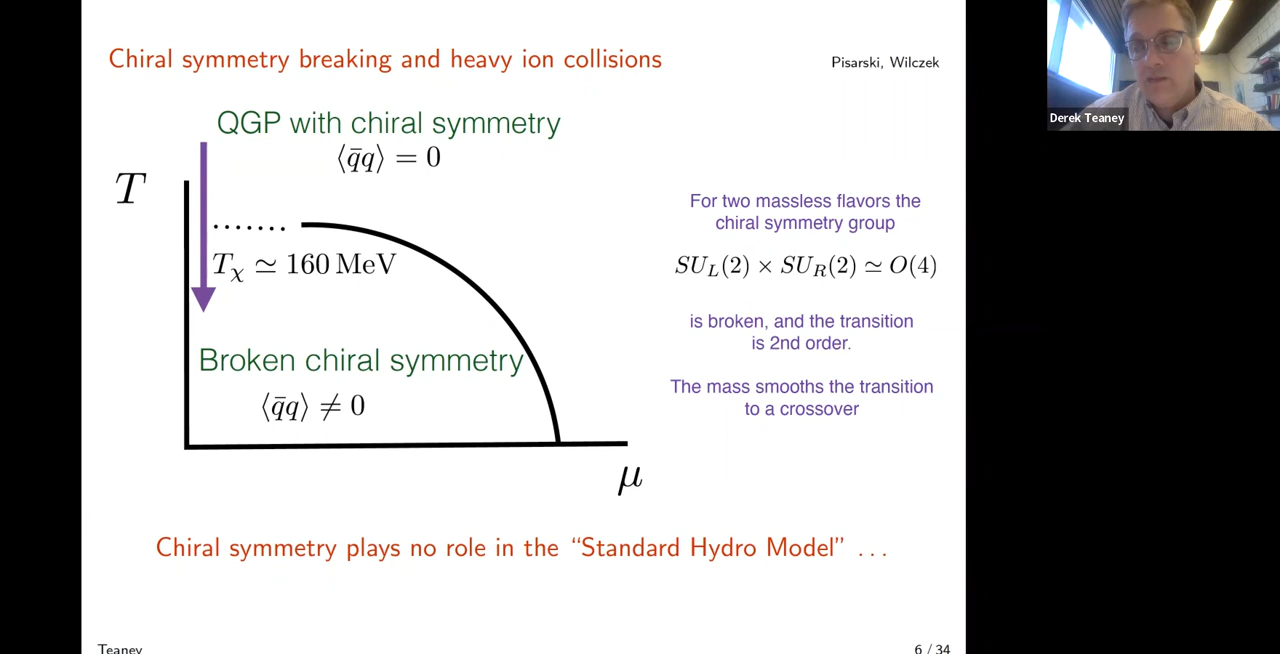 Chiral symmetry breaking and heavy ion collisions
Pisarski, Wilczek
QGP with chiral symmetry
⟨q̄q⟩ = 0
T
.......
T_χ ≃ 160 MeV
Broken chiral symmetry
⟨q̄q⟩ ≠ 0
μ
For two massless flavors the
chiral symmetry group
SU_L(2) × SU_R(2) ≃ O(4)
is broken, and the transition
is 2nd order.
The mass smooths the transition
to a crossover
Chiral symmetry plays no role in the “Standard Hydro Model” ...
Teaney
6 / 34
Derek Teaney